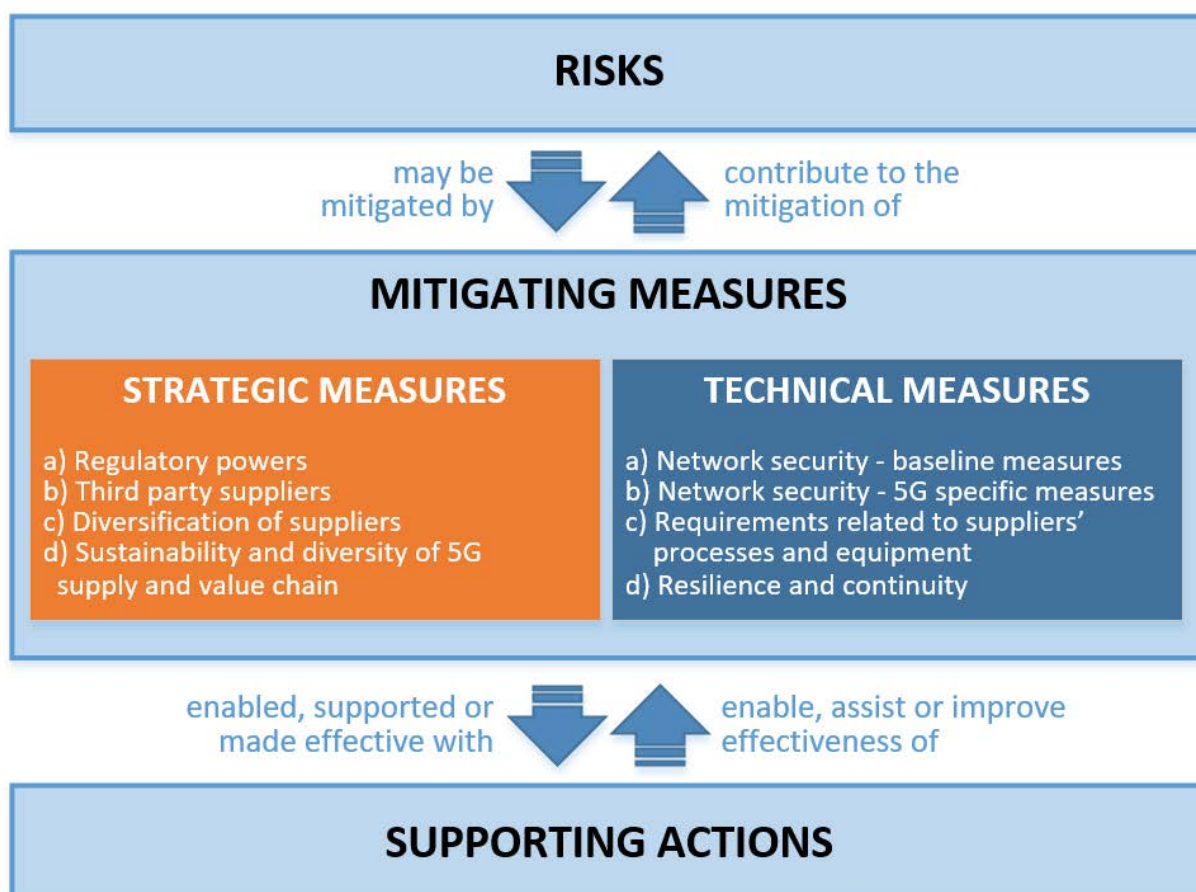 RISKS
may be
mitigated by
contribute to the
mitigation of
MITIGATING MEASURES
STRATEGIC MEASURES
a) Regulatory powers
b) Third party suppliers
c) Diversification of suppliers
d) Sustainability and diversity of 5G
supply and value chain
TECHNICAL MEASURES
a) Network security - baseline measures
b) Network security - 5G specific measures
c) Requirements related to suppliers’
processes and equipment
d) Resilience and continuity
enabled, supported or
made effective with
enable, assist or improve
effectiveness of
SUPPORTING ACTIONS